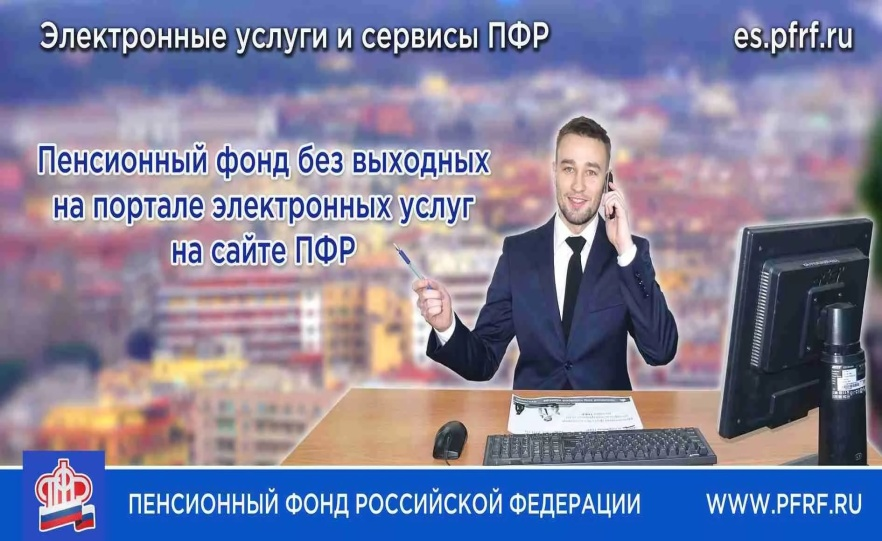 Электронные услуги и сервисы ПФР
es.pfrf.ru
Пенсионный фонд без выходных
на портале электронных услуг
на сайте ПФР
ПЕНСИОННЫЙ ФОНД РОССИЙСКОЙ ФЕДЕРАЦИИ
WWW.PFRF.RU